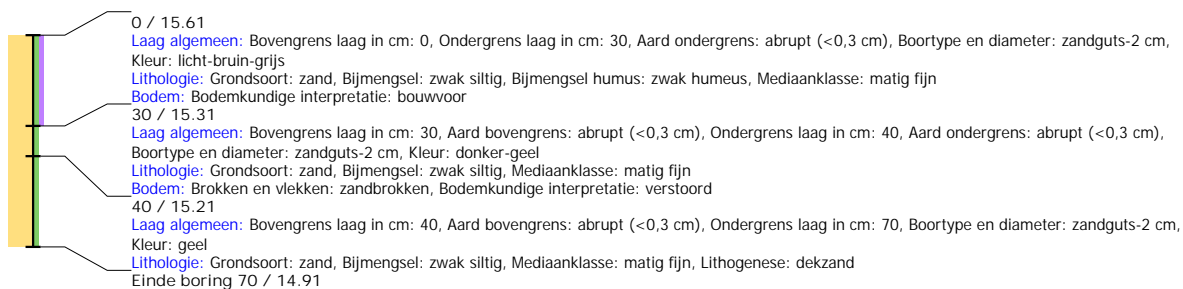 0 / 15.61
Laag algemeen: Bovengrens laag in cm: 0, Ondergrens laag in cm: 30, Aard ondergrens: abrupt (<0,3 cm), Boortype en diameter: zandguts-2 cm,
Kleur: licht-bruin-grijs
Lithologie: Grondsoort: zand, Bijmengsel: zwak siltig, Bijmengsel humus: zwak humeus, Mediaanklasse: matig fijn
Bodem: Bodemkundige interpretatie: bouwvoor
30 / 15.31
Laag algemeen: Bovengrens laag in cm: 30, Aard bovengrens: abrupt (<0,3 cm), Ondergrens laag in cm: 40, Aard ondergrens: abrupt (<0,3 cm),
Boortype en diameter: zandguts-2 cm, Kleur: donker-geel
Lithologie: Grondsoort: zand, Bijmengsel: zwak siltig, Mediaanklasse: matig fijn
Bodem: Brokken en vlekken: zandbrokken, Bodemkundige interpretatie: verstoord
40 / 15.21
Laag algemeen: Bovengrens laag in cm: 40, Aard bovengrens: abrupt (<0,3 cm), Ondergrens laag in cm: 70, Boortype en diameter: zandguts-2 cm,
Kleur: geel
Lithologie: Grondsoort: zand, Bijmengsel: zwak siltig, Mediaanklasse: matig fijn, Lithogenese: dekzand
Einde boring 70 / 14.91